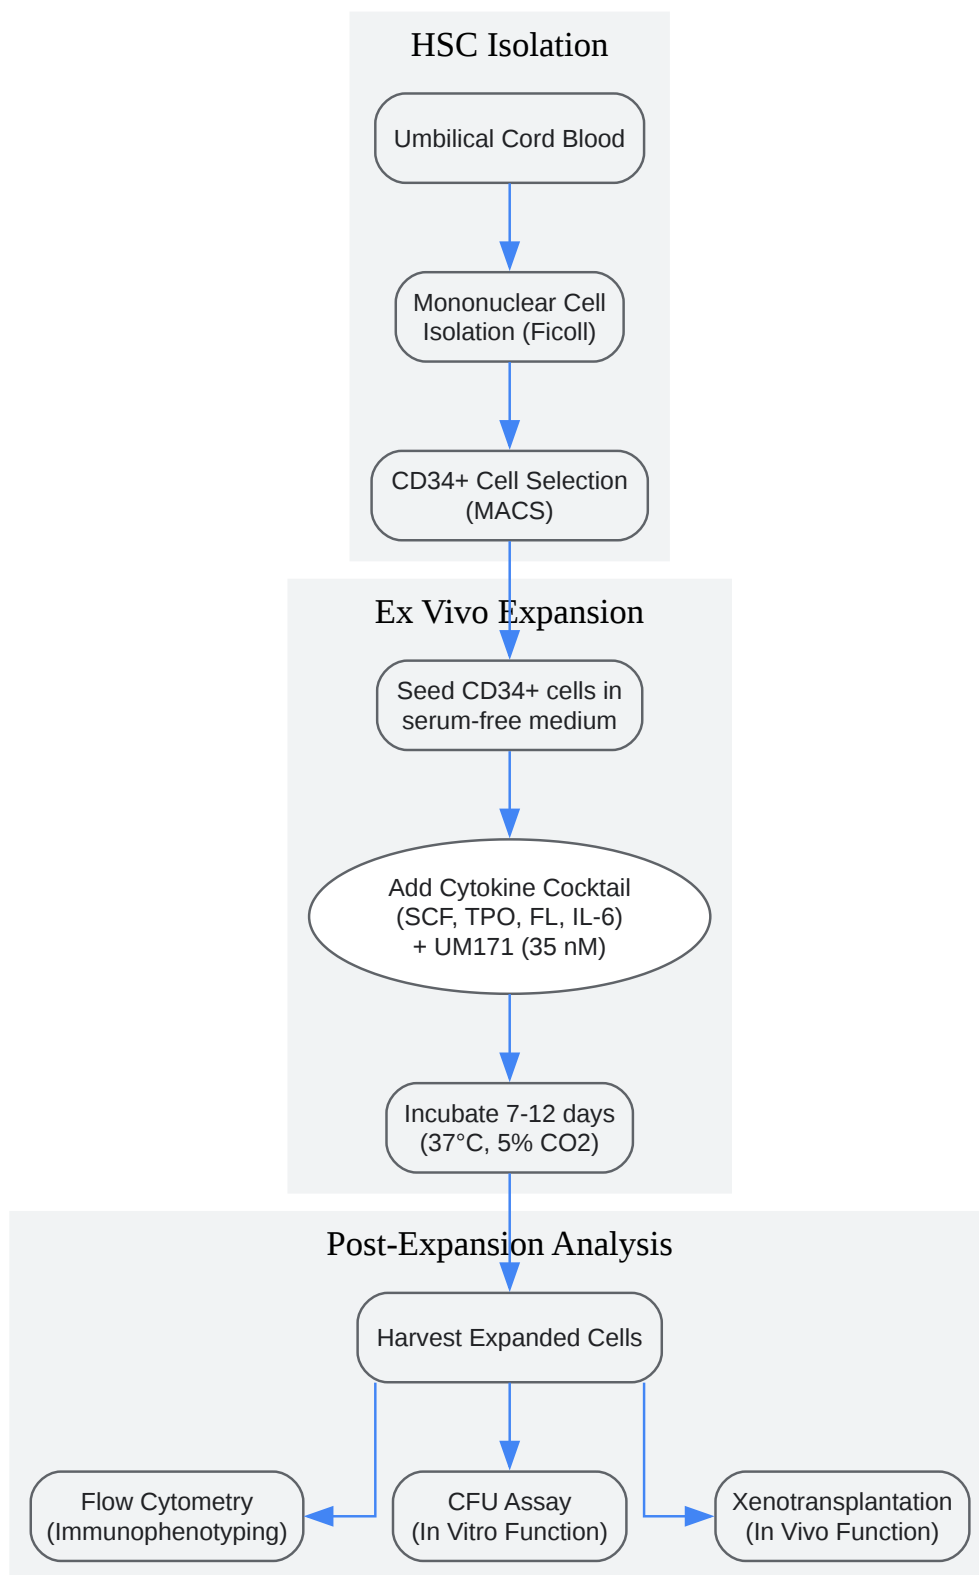 HSC Isolation
Umbilical Cord Blood
Mononuclear Cell
Isolation (Ficoll)
CD34+ Cell Selection
(MACS)
Ex Vivo Expansion
Seed CD34+ cells in
serum-free medium
Add Cytokine Cocktail
(SCF, TPO, FL, IL-6)
+ UM171 (35 nM)
Incubate 7-12 days
(37°C, 5% CO2)
Post-Expansion Analysis
Harvest Expanded Cells
Flow Cytometry
(Immunophenotyping)
CFU Assay
(In Vitro Function)
Xenotransplantation
(In Vivo Function)